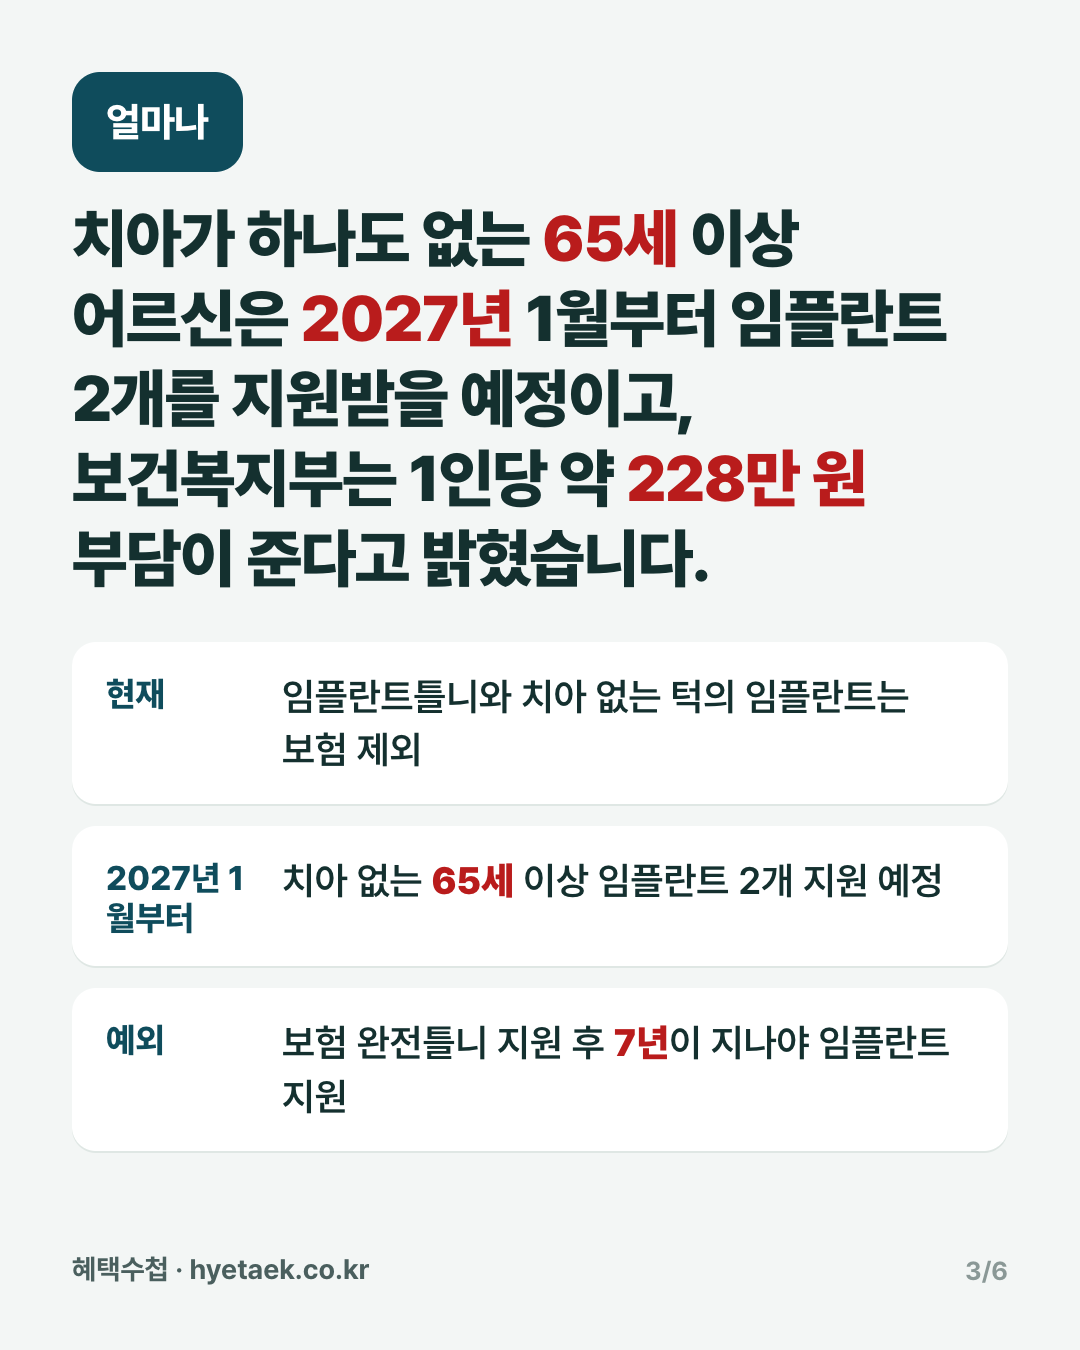 얼마나
치아가 하나도 없는 65세 이상
어르신은 2027년 1월부터 임플란트
2개를 지원받을 예정이고,
보건복지부는 1인당 약 228만 원
부담이 준다고 밝혔습니다.
현재
임플란트틀니와 치아 없는 턱의 임플란트는
보험 제외
2027년 1
월부터
치아 없는 65세 이상 임플란트 2개 지원 예정
예외
보험 완전틀니 지원 후 7년이 지나야 임플란트
지원
혜택수첩 · hyetaek.co.kr
3/6